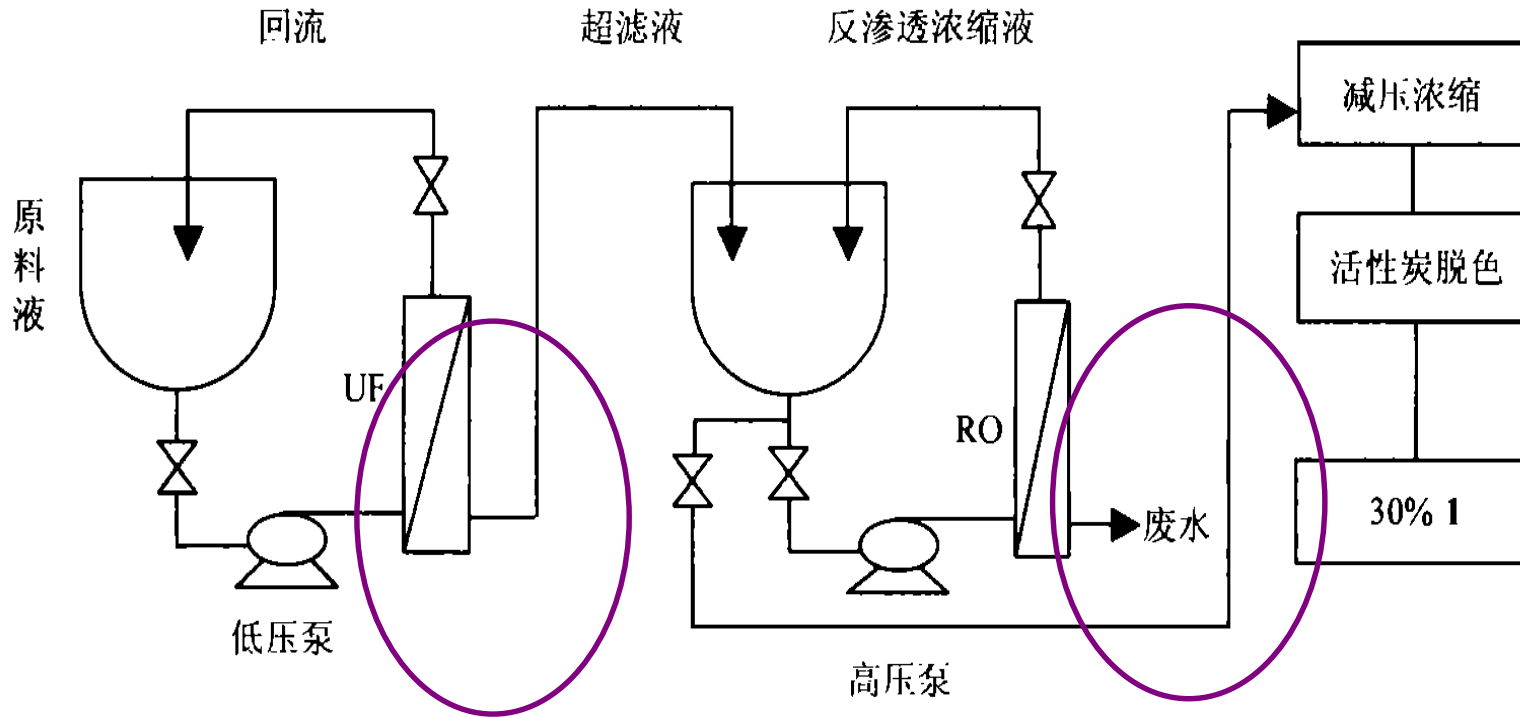 回流
超滤液
反渗透浓缩液
减压浓缩
原料液
活性炭脱色
UF
RO
30% 1
废水
低压泵
高压泵